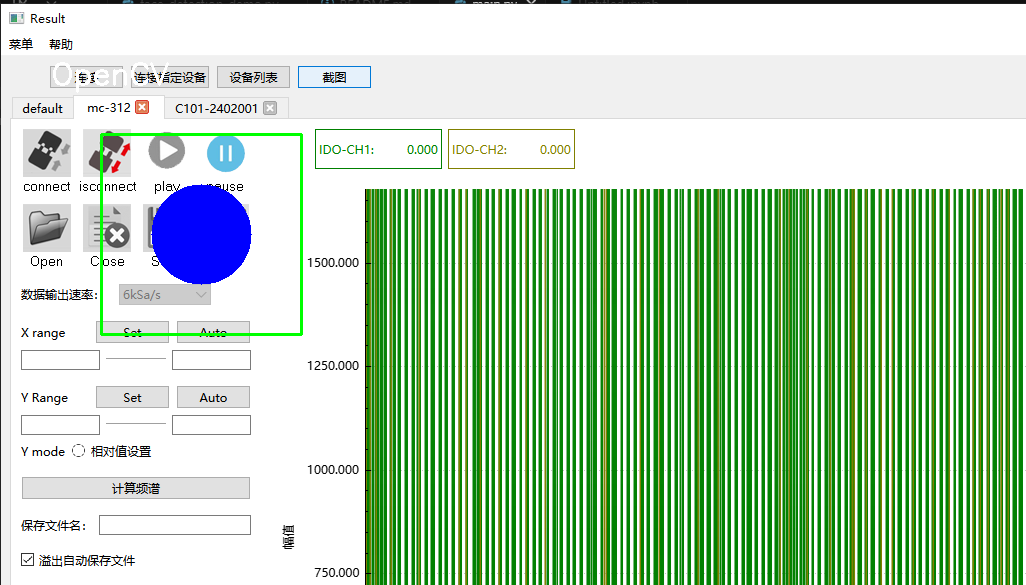 Result
菜单 帮助
OpenCV
连接指定设备 设备列表 截图
default mc-312 C101-2402001
connect isconnect play pause
IDO-CH1: 0.000 IDO-CH2: 0.000
Open Close
数据输出速率: 6kSa/s
X range Set Auto
Y Range Set Auto
Y mode 相对值设置
计算频谱
保存文件名:
溢出自动保存文件
1500.000
1250.000
1000.000
750.000
幅值